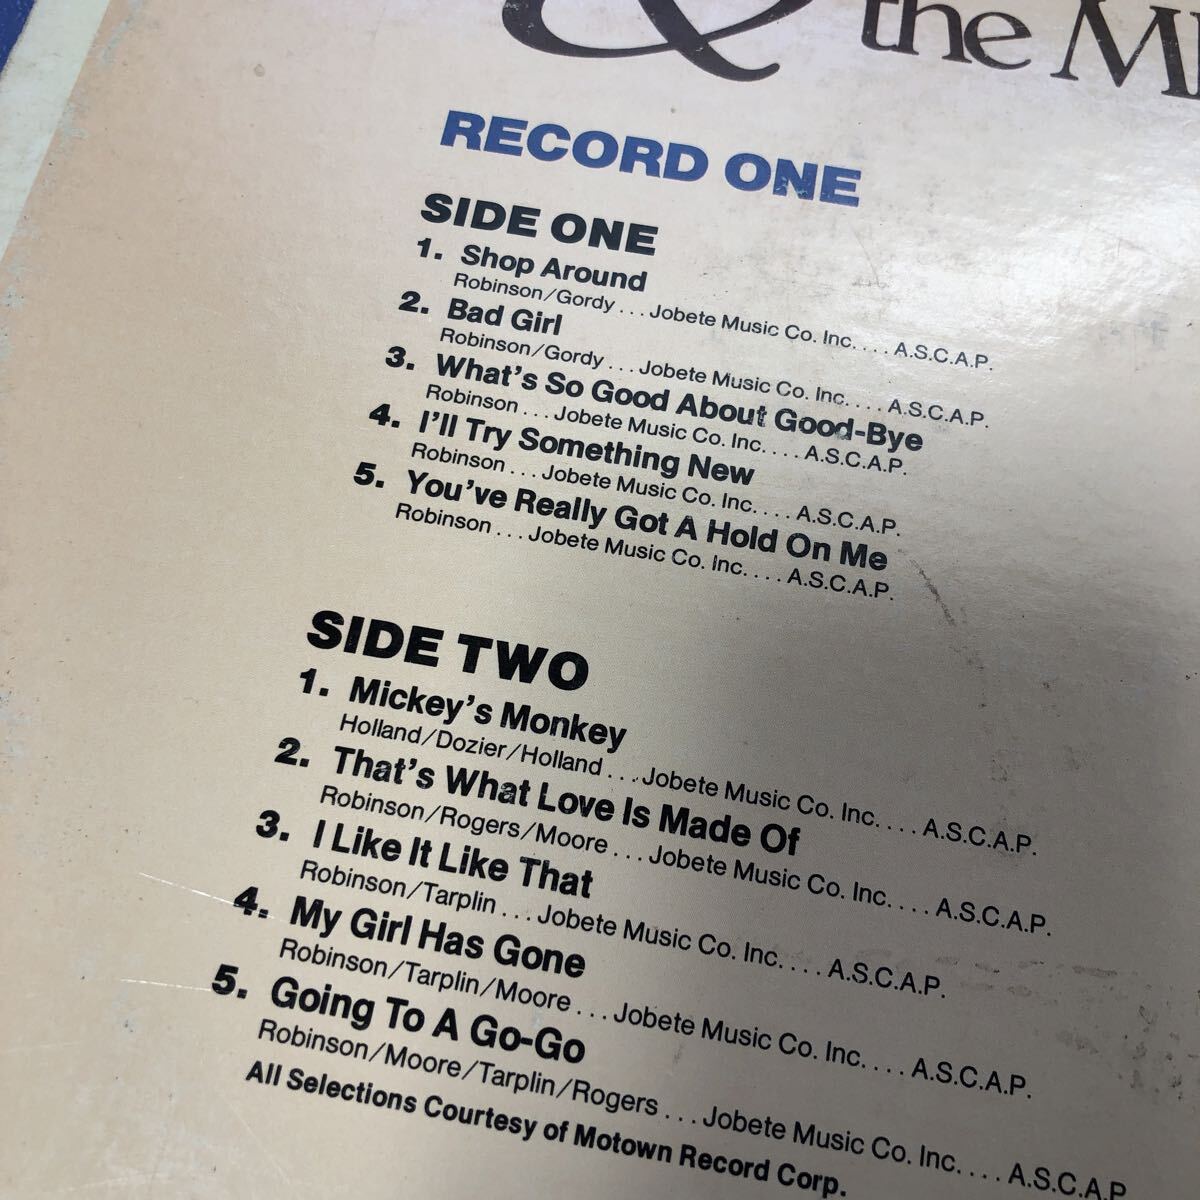 & the
RECORD ONE
SIDE ONE
1. Shop Around
Robinson/Gordy... Jobete Music Co. Inc.... A.S.C.A.P.
2. Bad Girl
Robinson/Gordy... Jobete Music Co. Inc.... A.S.C.A.P.
3. What's So Good About Good-Bye
Robinson... Jobete Music Co. Inc.... A.S.C.A.P.
4. I'll Try Something New
Robinson... Jobete Music Co. Inc.... A.S.C.A.P.
5. You've Really Got A Hold On Me
Robinson... Jobete Music Co. Inc.... A.S.C.A.P.
SIDE TWO
1. Mickey's Monkey
Holland/Dozier/Holland... Jobete Music Co. Inc.... A.S.C.A.P.
2. That's What Love Is Made Of
Robinson/Rogers/Moore... Jobete Music Co. Inc.... A.S.C.A.P.
3. I Like It Like That
Robinson/Tarplin... Jobete Music Co. Inc.... A.S.C.A.P.
4. My Girl Has Gone
Robinson/Tarplin/Moore... Jobete Music Co. Inc.... A.S.C.A.P.
5. Going To A Go-Go
Robinson/Moore/Tarplin/Rogers... Jobete Music Co. Inc.... A.S.C.A.P.
All Selections Courtesy of Motown Record Corp.